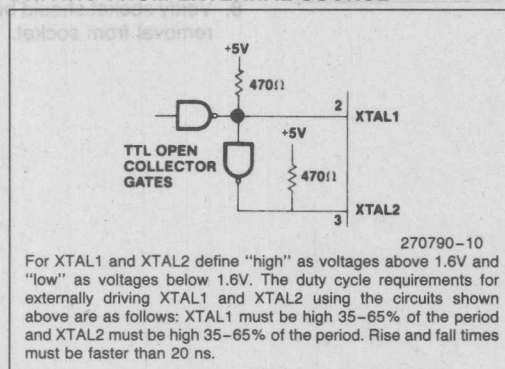 +5V
470Ω
2
XTAL1
+5V
TTL OPEN
COLLECTOR
GATES
470Ω
XTAL2
3
270790-10
For XTAL1 and XTAL2 define "high" as voltages above 1.6V and
"low" as voltages below 1.6V. The duty cycle requirements for
externally driving XTAL1 and XTAL2 using the circuits shown
above are as follows: XTAL1 must be high 35-65% of the period
and XTAL2 must be high 35-65% of the period. Rise and fall times
must be faster than 20 ns.